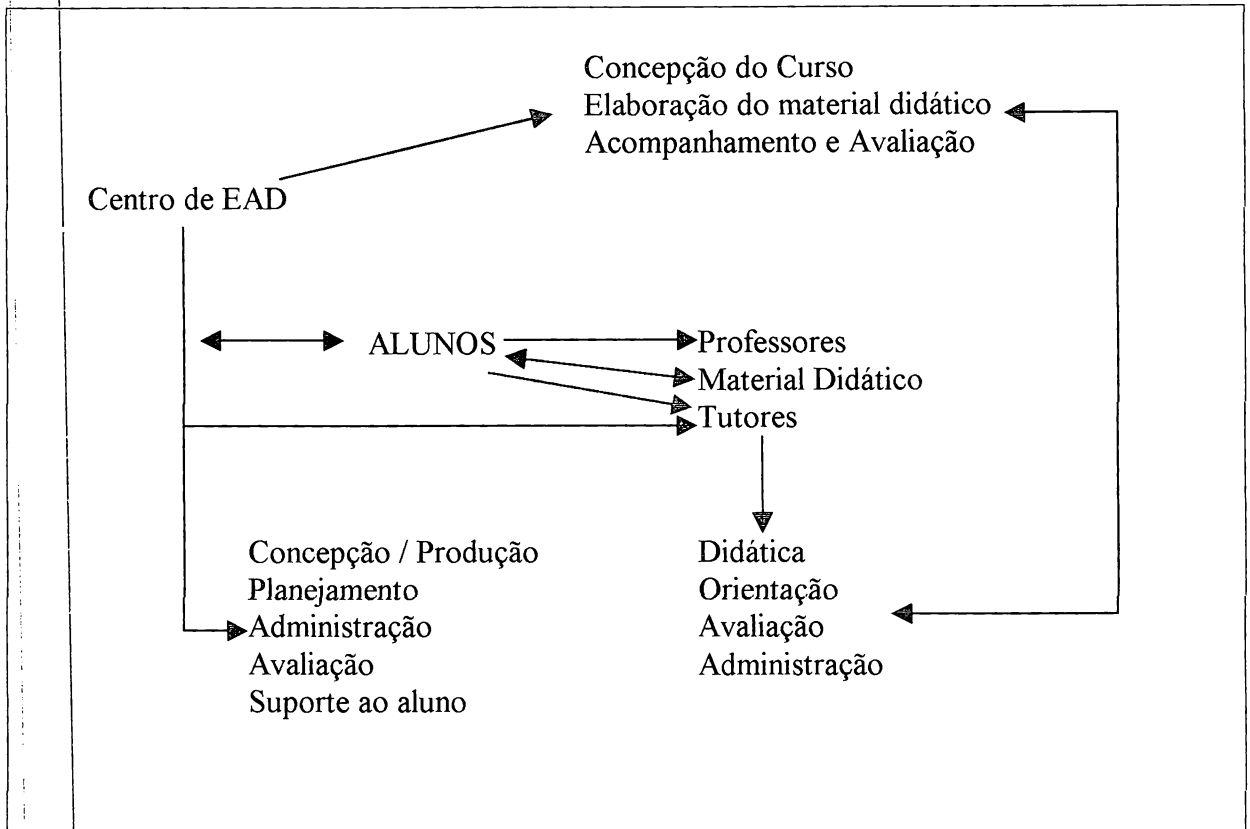 Concepção do Curso
Elaboração do material didático
Acompanhamento e Avaliação
Centro de EAD
ALUNOS
Professores
Material Didático
Tutores
Concepção / Produção
Planejamento
Administração
Avaliação
Suporte ao aluno
Didática
Orientação
Avaliação
Administração